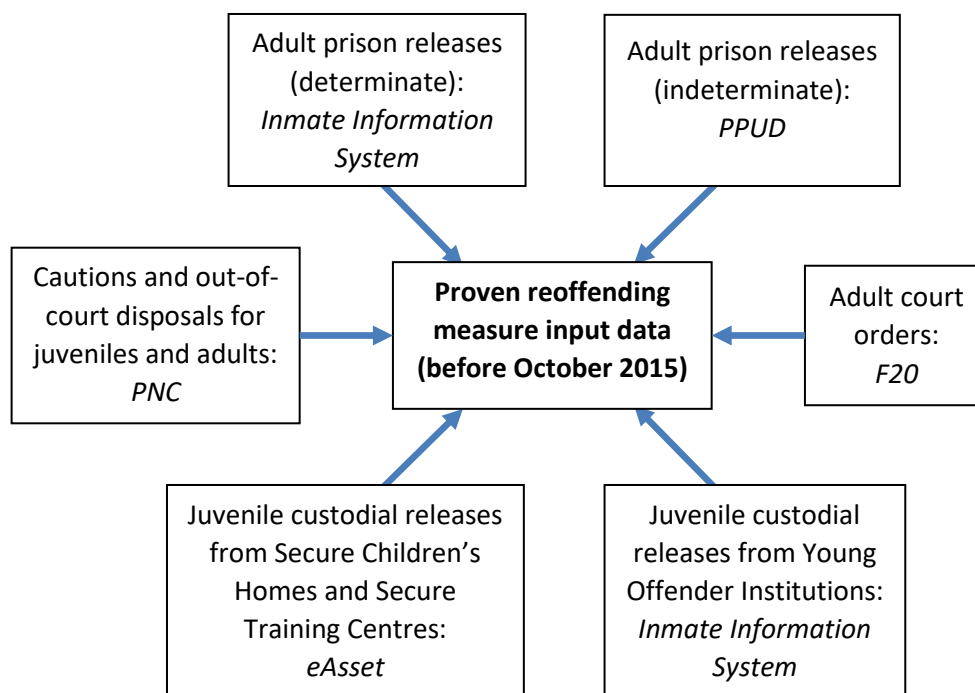 Adult prison releases
(determinate):
Inmate Information
System
Adult prison releases
(indeterminate):
PPUD
Cautions and out-of-
court disposals for
juveniles and adults:
PNC
Proven reoffending
measure input data
(before October 2015)
Adult court
orders:
F20
Juvenile custodial releases
from Secure Children’s
Homes and Secure
Training Centres:
eAsset
Juvenile custodial
releases from Young
Offender Institutions:
Inmate Information
System